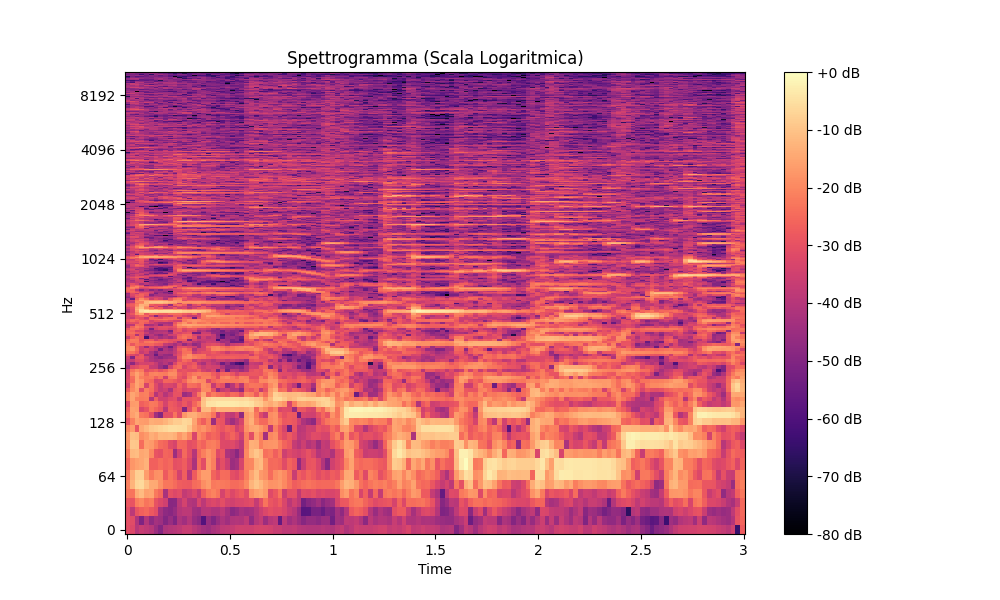 Spettrogramma (Scala Logaritmica)
Hz
8192
4096
2048
1024
512
256
128
64
0
0 0.5 1 1.5 2 2.5 3
Time
+0 dB
-10 dB
-20 dB
-30 dB
-40 dB
-50 dB
-60 dB
-70 dB
-80 dB